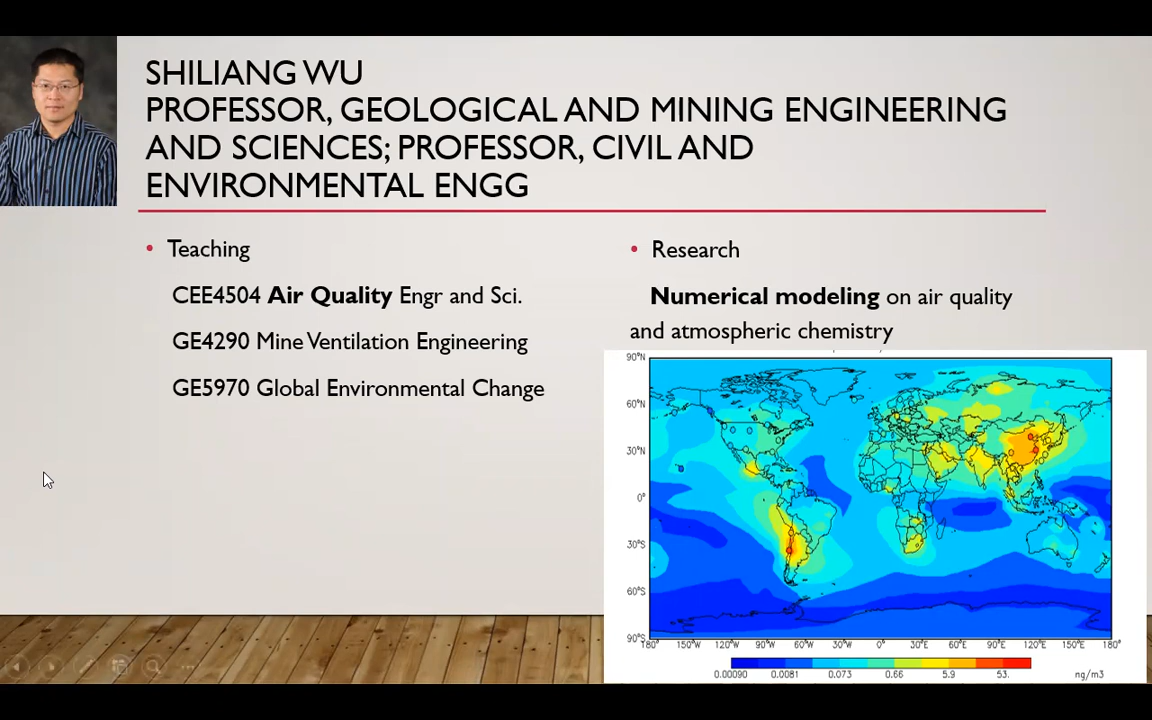 SHILIANG WU
PROFESSOR, GEOLOGICAL AND MINING ENGINEERING
AND SCIENCES; PROFESSOR, CIVIL AND
ENVIRONMENTAL ENGG
• Teaching
CEE4504 Air Quality Engr and Sci.
GE4290 Mine Ventilation Engineering
GE5970 Global Environmental Change
• Research
Numerical modeling on air quality
and atmospheric chemistry
90°N
60°N
30°N
0°
30°S
60°S
90°S
180° 150°W 120°W 90°W 60°W 30°W 0° 30°E 60°E 90°E 120°E 150°E 180°
0.00090 0.0081 0.073 0.66 5.9 53. ng/m3